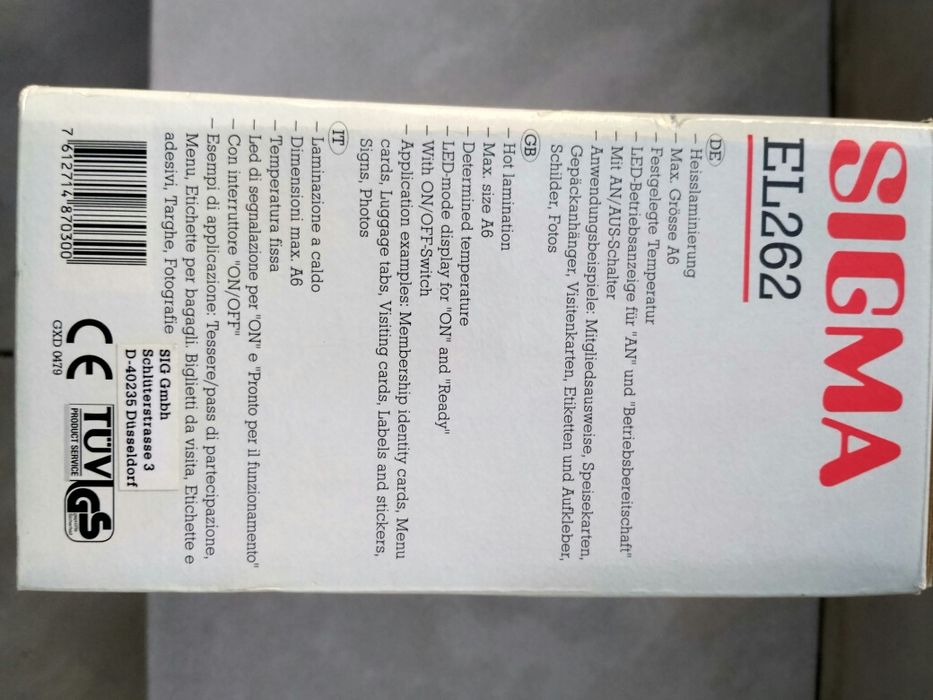 SIGMA
EL262
DE
– Heisslaminierung
– Max. Grösse A6
– Festgelegte Temperatur
– LED-Betriebsanzeige für "AN" und "Betriebsbereitschaft"
– Mit AN/AUS-Schalter
– Anwendungsbeispiele: Mitgliedsausweise, Speisekarten,
Gepäckanhänger, Visitenkarten, Etiketten und Aufkleber,
Schilder, Fotos
GB
– Hot lamination
– Max. size A6
– Determined temperature
– LED-mode display for "ON" and "Ready"
– With ON/OFF-Switch
– Application examples: Membership identity cards, Menu
cards, Luggage tabs, Visiting cards, Labels and stickers,
Signs, Photos
IT
– Laminazione a caldo
– Dimensioni max. A6
– Temperatura fissa
– Led di segnalazione per "ON" e "Pronto per il funzionamento"
– Con interruttore "ON/OFF"
– Esempi di applicazione: Tessere/pass di partecipazione,
Menu, Etichette per bagagli. Biglietti da visita, Etichette e
adesivi, Targhe, Fotografie
SIG Gmbh
Schlüterstrasse 3
D-40235 Düsseldorf
7 612714 870300
CE
GXD 0479
TÜV
PRODUCT SERVICE
GS